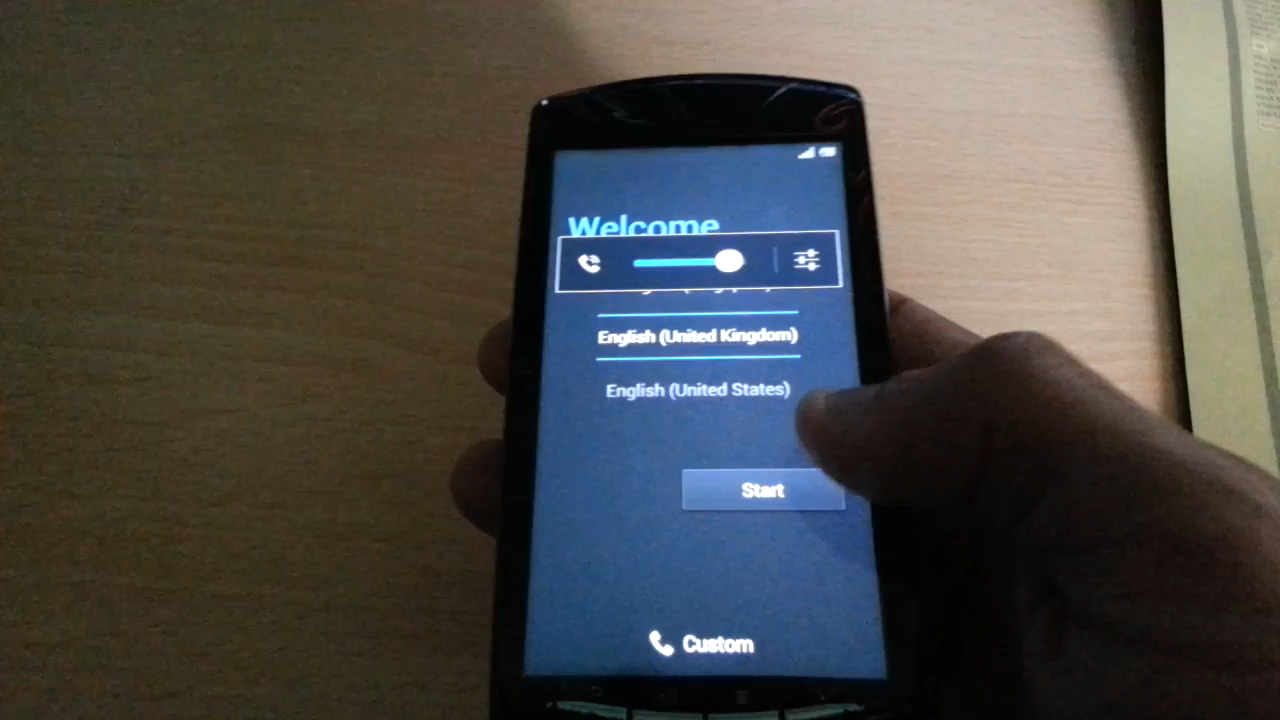 Welcome
English (United Kingdom)
English (United States)
Start
Custom